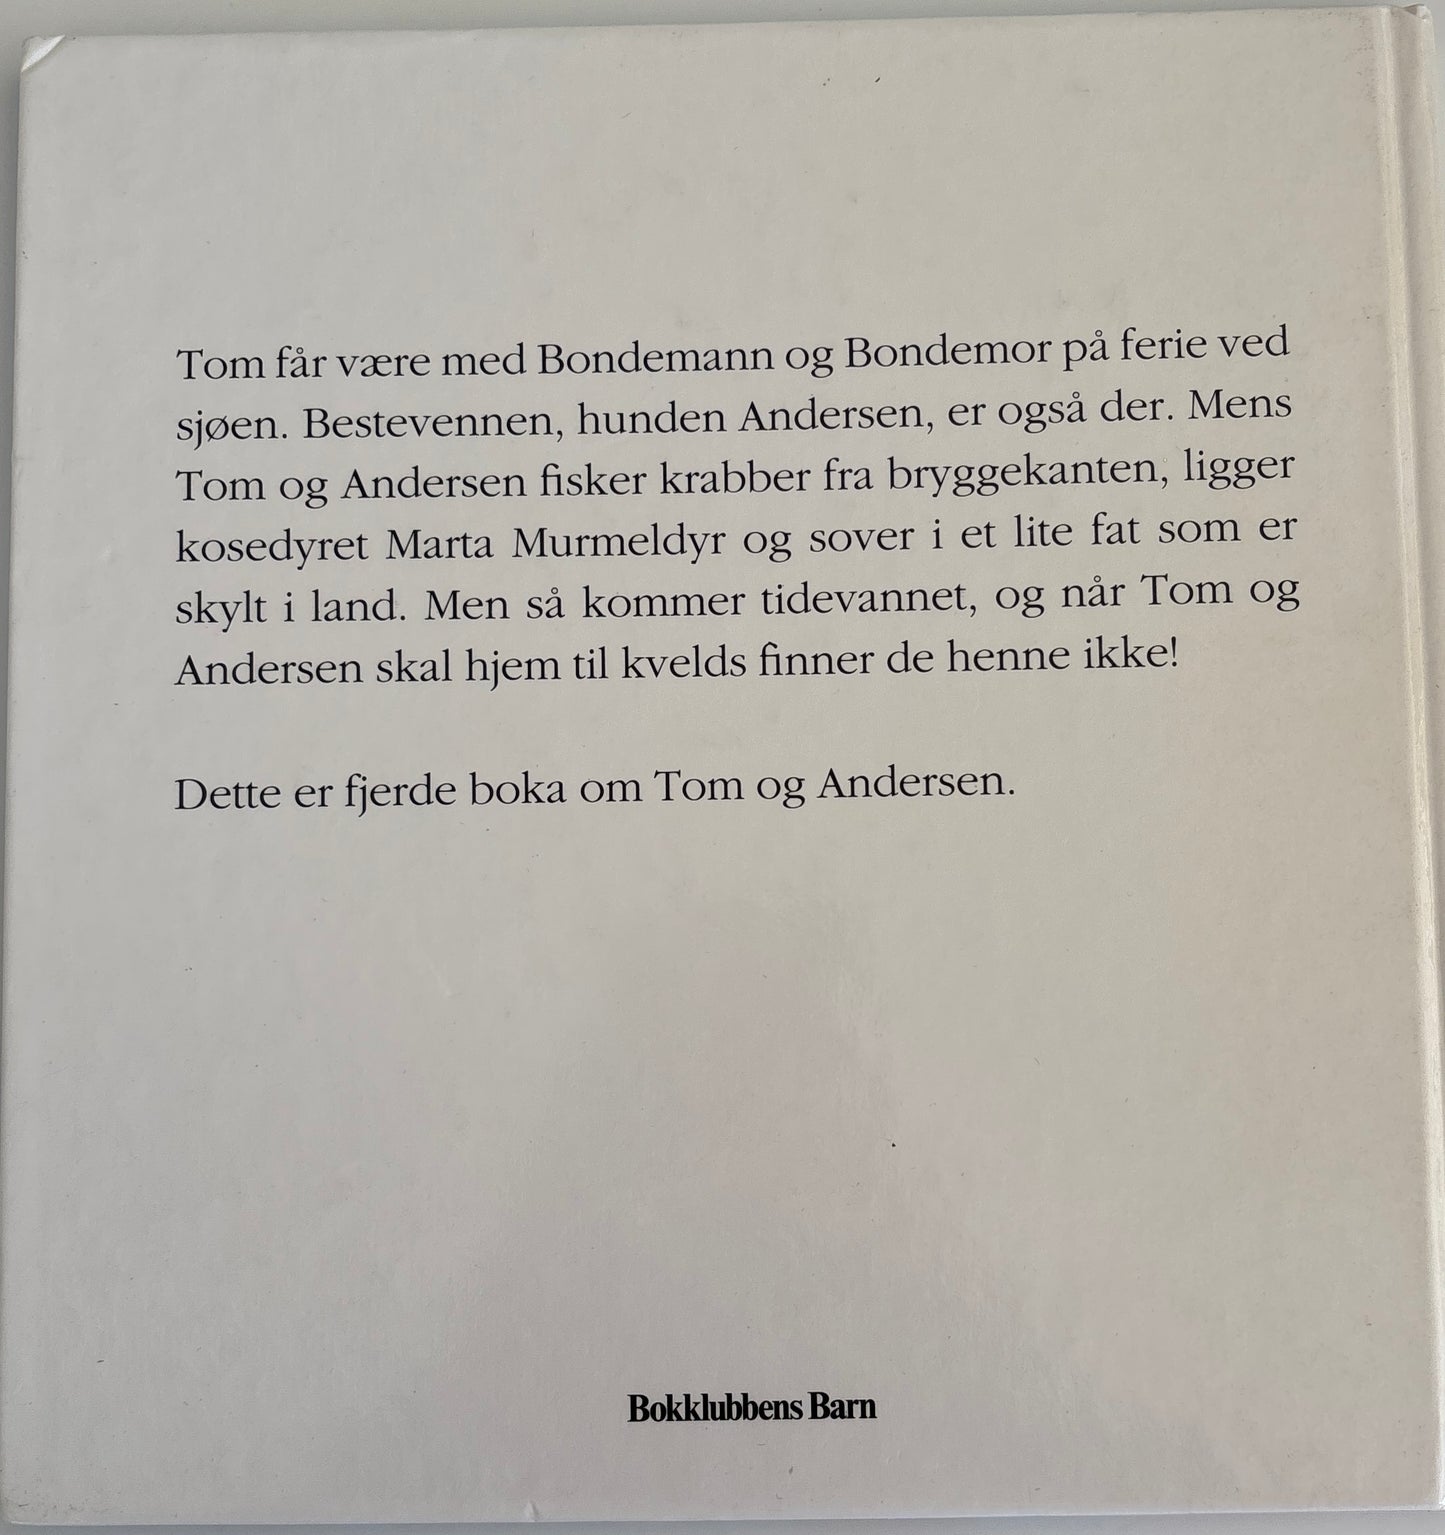 Tom får være med Bondemann og Bondemor på ferie ved
sjøen. Bestevennen, hunden Andersen, er også der. Mens
Tom og Andersen fisker krabber fra bryggekanten, ligger
kosedyret Marta Murmeldyr og sover i et lite fat som er
skylt i land. Men så kommer tidevannet, og når Tom og
Andersen skal hjem til kvelds finner de henne ikke!
Dette er fjerde boka om Tom og Andersen.
Bokklubbens Barn